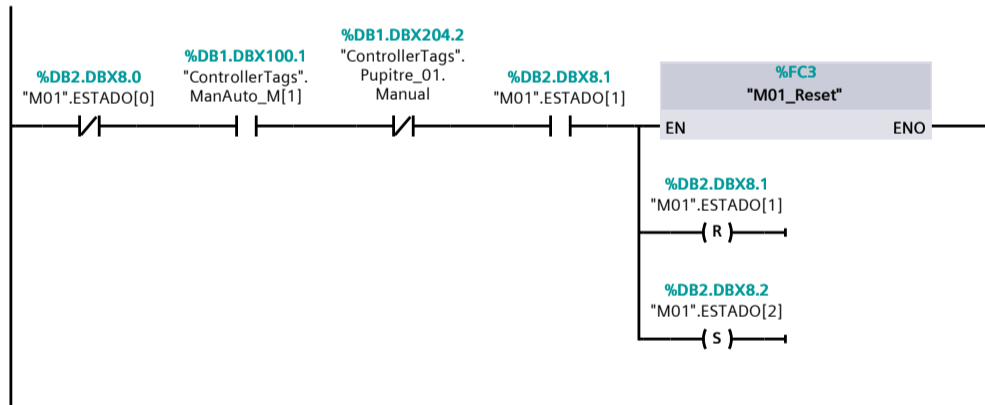 %DB2.DBX8.0
"M01".ESTADO[0]
%DB1.DBX100.1
"ControllerTags".
ManAuto_M[1]
%DB1.DBX204.2
"ControllerTags".
Pupitre_01.
Manual
%DB2.DBX8.1
"M01".ESTADO[1]
%FC3
"M01_Reset"
EN
ENO
%DB2.DBX8.1
"M01".ESTADO[1]
R
%DB2.DBX8.2
"M01".ESTADO[2]
S